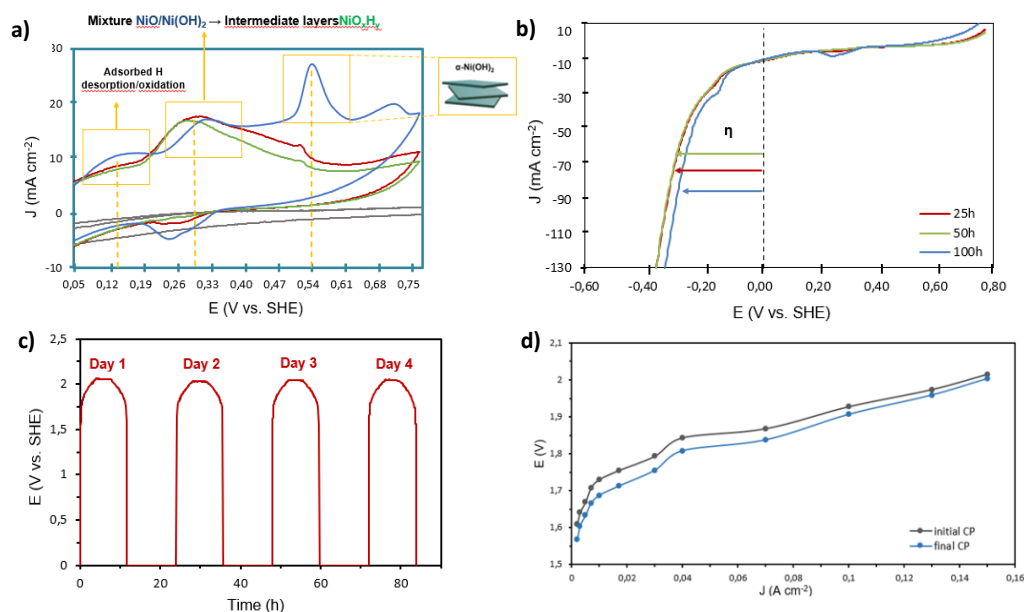 a)
Mixture NiO/Ni(OH)₂ → Intermediate layersNiOₓHᵧ
Adsorbed H
desorption/oxidation
α-Ni(OH)₂
J (mA cm⁻²)
30
20
10
0
-10
0,05 0,12 0,19 0,26 0,33 0,40 0,47 0,54 0,61 0,68 0,75
E (V vs. SHE)
b)
J (mA cm⁻²)
10
-10
-30
-50
-70
-90
-110
-130
η
25h
50h
100h
-0,60 -0,40 -0,20 0,00 0,20 0,40 0,60 0,80
E (V vs. SHE)
c)
E (V vs. SHE)
2,5
2
1,5
1
0,5
0
Day 1 Day 2 Day 3 Day 4
0 20 40 60 80
Time (h)
d)
E (V)
2,1
2
1,9
1,8
1,7
1,6
1,5
initial CP
final CP
0 0,02 0,04 0,06 0,08 0,1 0,12 0,14 0,16
J (A cm⁻²)